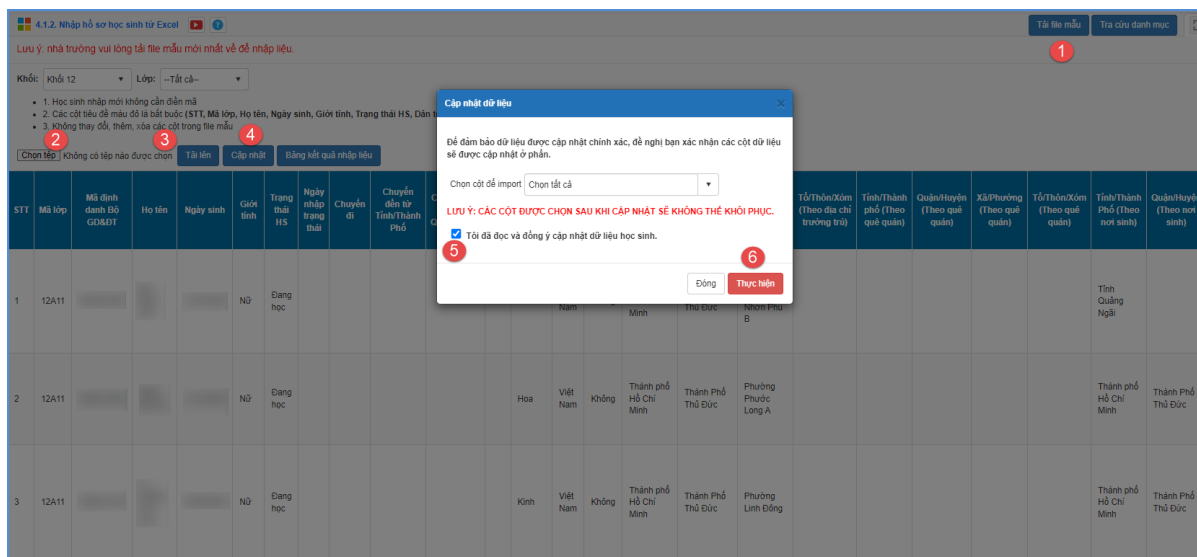 4.1.2. Nhập hồ sơ học sinh từ Excel
Tải file mẫu
Tra cứu danh mục
1
Lưu ý: nhà trường vui lòng tải file mẫu mới nhất về để nhập liệu.
Khối: Khối 12 Lớp: --Tất cả--
1. Học sinh nhập mới không cần điền mã
2. Các cột tiêu đề màu đỏ là bắt buộc (STT, Mã lớp, Họ tên, Ngày sinh, Giới tính, Trạng thái HS, Dân t
3. Không thay đổi, thêm, xóa các cột trong file mẫu
2
3
4
Chọn tệp Không có tệp nào được chọn Tải lên Cập nhật Bảng kết quả nhập liệu
Cập nhật dữ liệu
Để đảm bảo dữ liệu được cập nhật chính xác, đề nghị bạn xác nhận các cột dữ liệu
sẽ được cập nhật ở phần.
Chọn cột để import Chọn tất cả
LƯU Ý: CÁC CỘT ĐƯỢC CHỌN SAU KHI CẬP NHẬT SẼ KHÔNG THỂ KHÔI PHỤC.
Tôi đã đọc và đồng ý cập nhật dữ liệu học sinh.
5
6
Đóng
Thực hiện
STT
Mã lớp
Mã định
danh Bộ
GD&ĐT
Họ tên
Ngày sinh
Giới
tính
Trạng
thái
HS
Ngày
nhập
trạng
thái
Chuyển
đi
Chuyển
đến từ
Tỉnh/Thành
Phố
Tổ/Thôn/Xóm
(Theo địa chỉ
trường trú)
Tỉnh/Thành
phố (Theo
quê quán)
Quận/Huyện
(Theo quê
quán)
Xã/Phường
(Theo quê
quán)
Tổ/Thôn/Xóm
(Theo quê
quán)
Tỉnh/Thành
Phố (Theo
nơi sinh)
Quận/Huyện
(Theo nơi
sinh)
1
12A11
Nữ
Đang
học
Nam
Minh
Thủ Đức
Nhơn Phú
B
Tỉnh
Quảng
Ngãi
2
12A11
Nữ
Đang
học
Hoa
Việt
Nam
Không
Thành phố
Hồ Chí
Minh
Thành Phố
Thủ Đức
Phường
Phước
Long A
Thành phố
Hồ Chí
Minh
Thành Phố
Thủ Đức
3
12A11
Nữ
Đang
học
Kinh
Việt
Nam
Không
Thành phố
Hồ Chí
Minh
Thành Phố
Thủ Đức
Phường
Linh Đông
Thành phố
Hồ Chí
Minh
Thành Phố
Thủ Đức